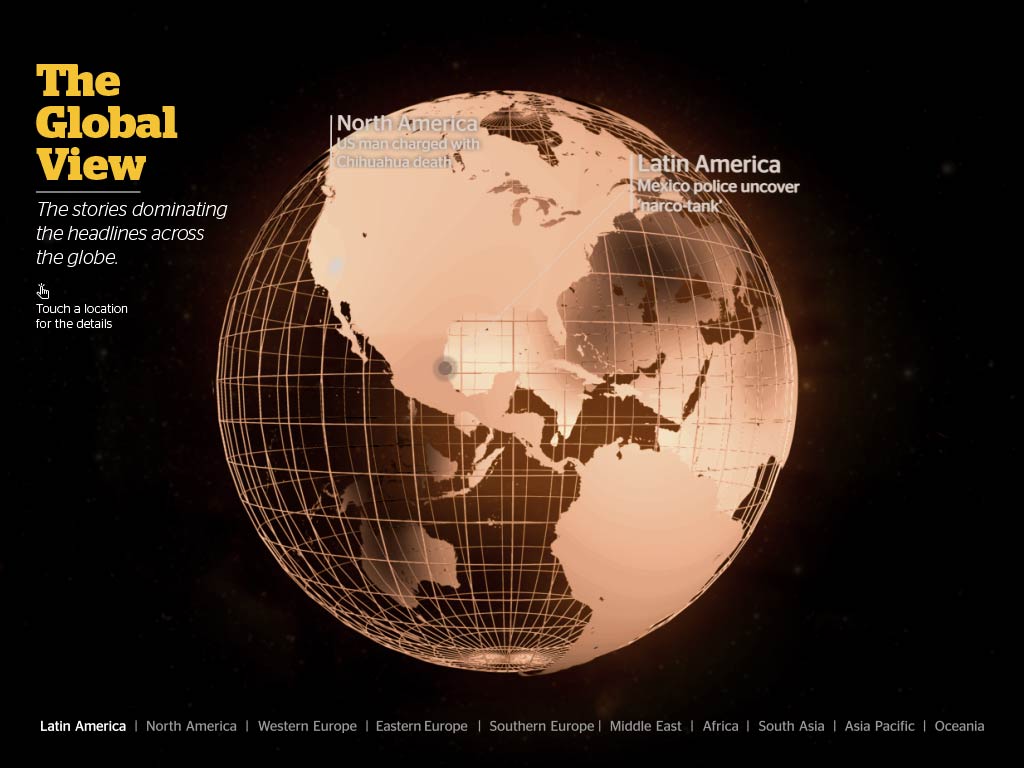 The
Global
View
The stories dominating
the headlines across
the globe.
Touch a location
for the details
North America
US man charged with
Chihuahua death
Latin America
Mexico police uncover
'narco-tank'
Latin America | North America | Western Europe | Eastern Europe | Southern Europe | Middle East | Africa | South Asia | Asia Pacific | Oceania